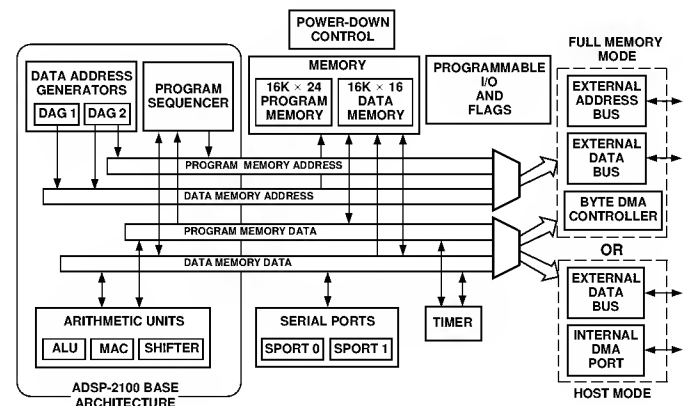 POWER-DOWN
CONTROL
FULL MEMORY
MODE
DATA ADDRESS
GENERATORS
DAG 1
DAG 2
PROGRAM
SEQUENCER
MEMORY
16K × 24
PROGRAM
MEMORY
16K × 16
DATA
MEMORY
PROGRAMMABLE
I/O
AND
FLAGS
EXTERNAL
ADDRESS
BUS
EXTERNAL
DATA
BUS
BYTE DMA
CONTROLLER
PROGRAM MEMORY ADDRESS
DATA MEMORY ADDRESS
PROGRAM MEMORY DATA
DATA MEMORY DATA
OR
EXTERNAL
DATA
BUS
INTERNAL
DMA
PORT
HOST MODE
ARITHMETIC UNITS
ALU
MAC
SHIFTER
SERIAL PORTS
SPORT 0
SPORT 1
TIMER
ADSP-2100 BASE
ARCHITECTURE